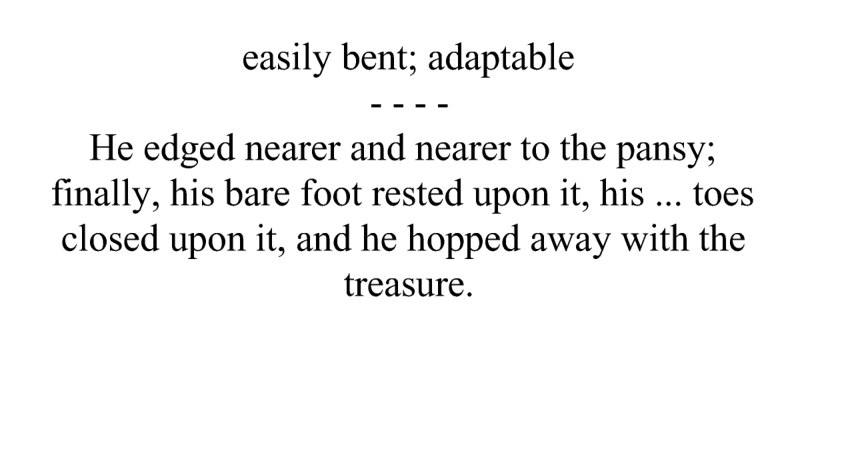 easily bent; adaptable
- - - -
He edged nearer and nearer to the pansy;
finally, his bare foot rested upon it, his ... toes
closed upon it, and he hopped away with the
treasure.